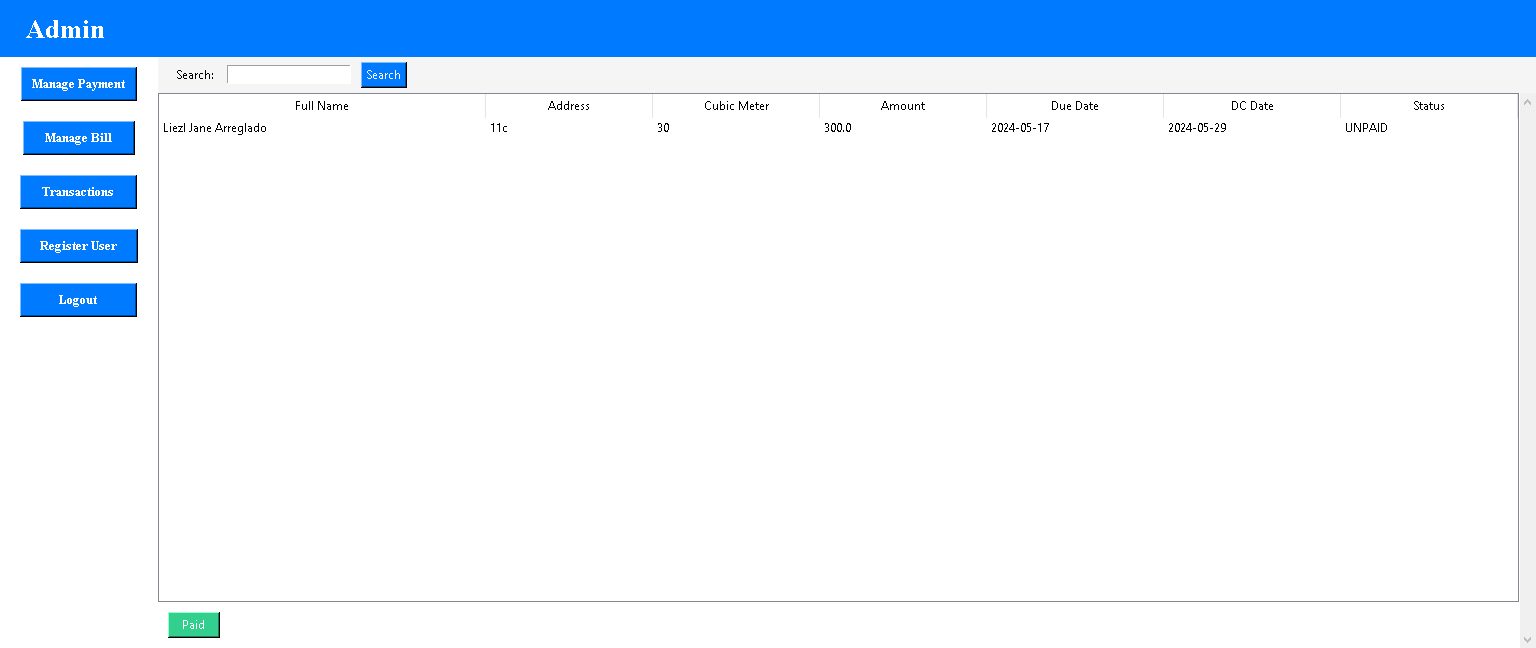 Admin
Manage Payment
Manage Bill
Transactions
Register User
Logout
Search: Search
Full Name Address Cubic Meter Amount Due Date DC Date Status
Liezl Jane Arreglado 11c 30 300.0 2024-05-17 2024-05-29 UNPAID
Paid